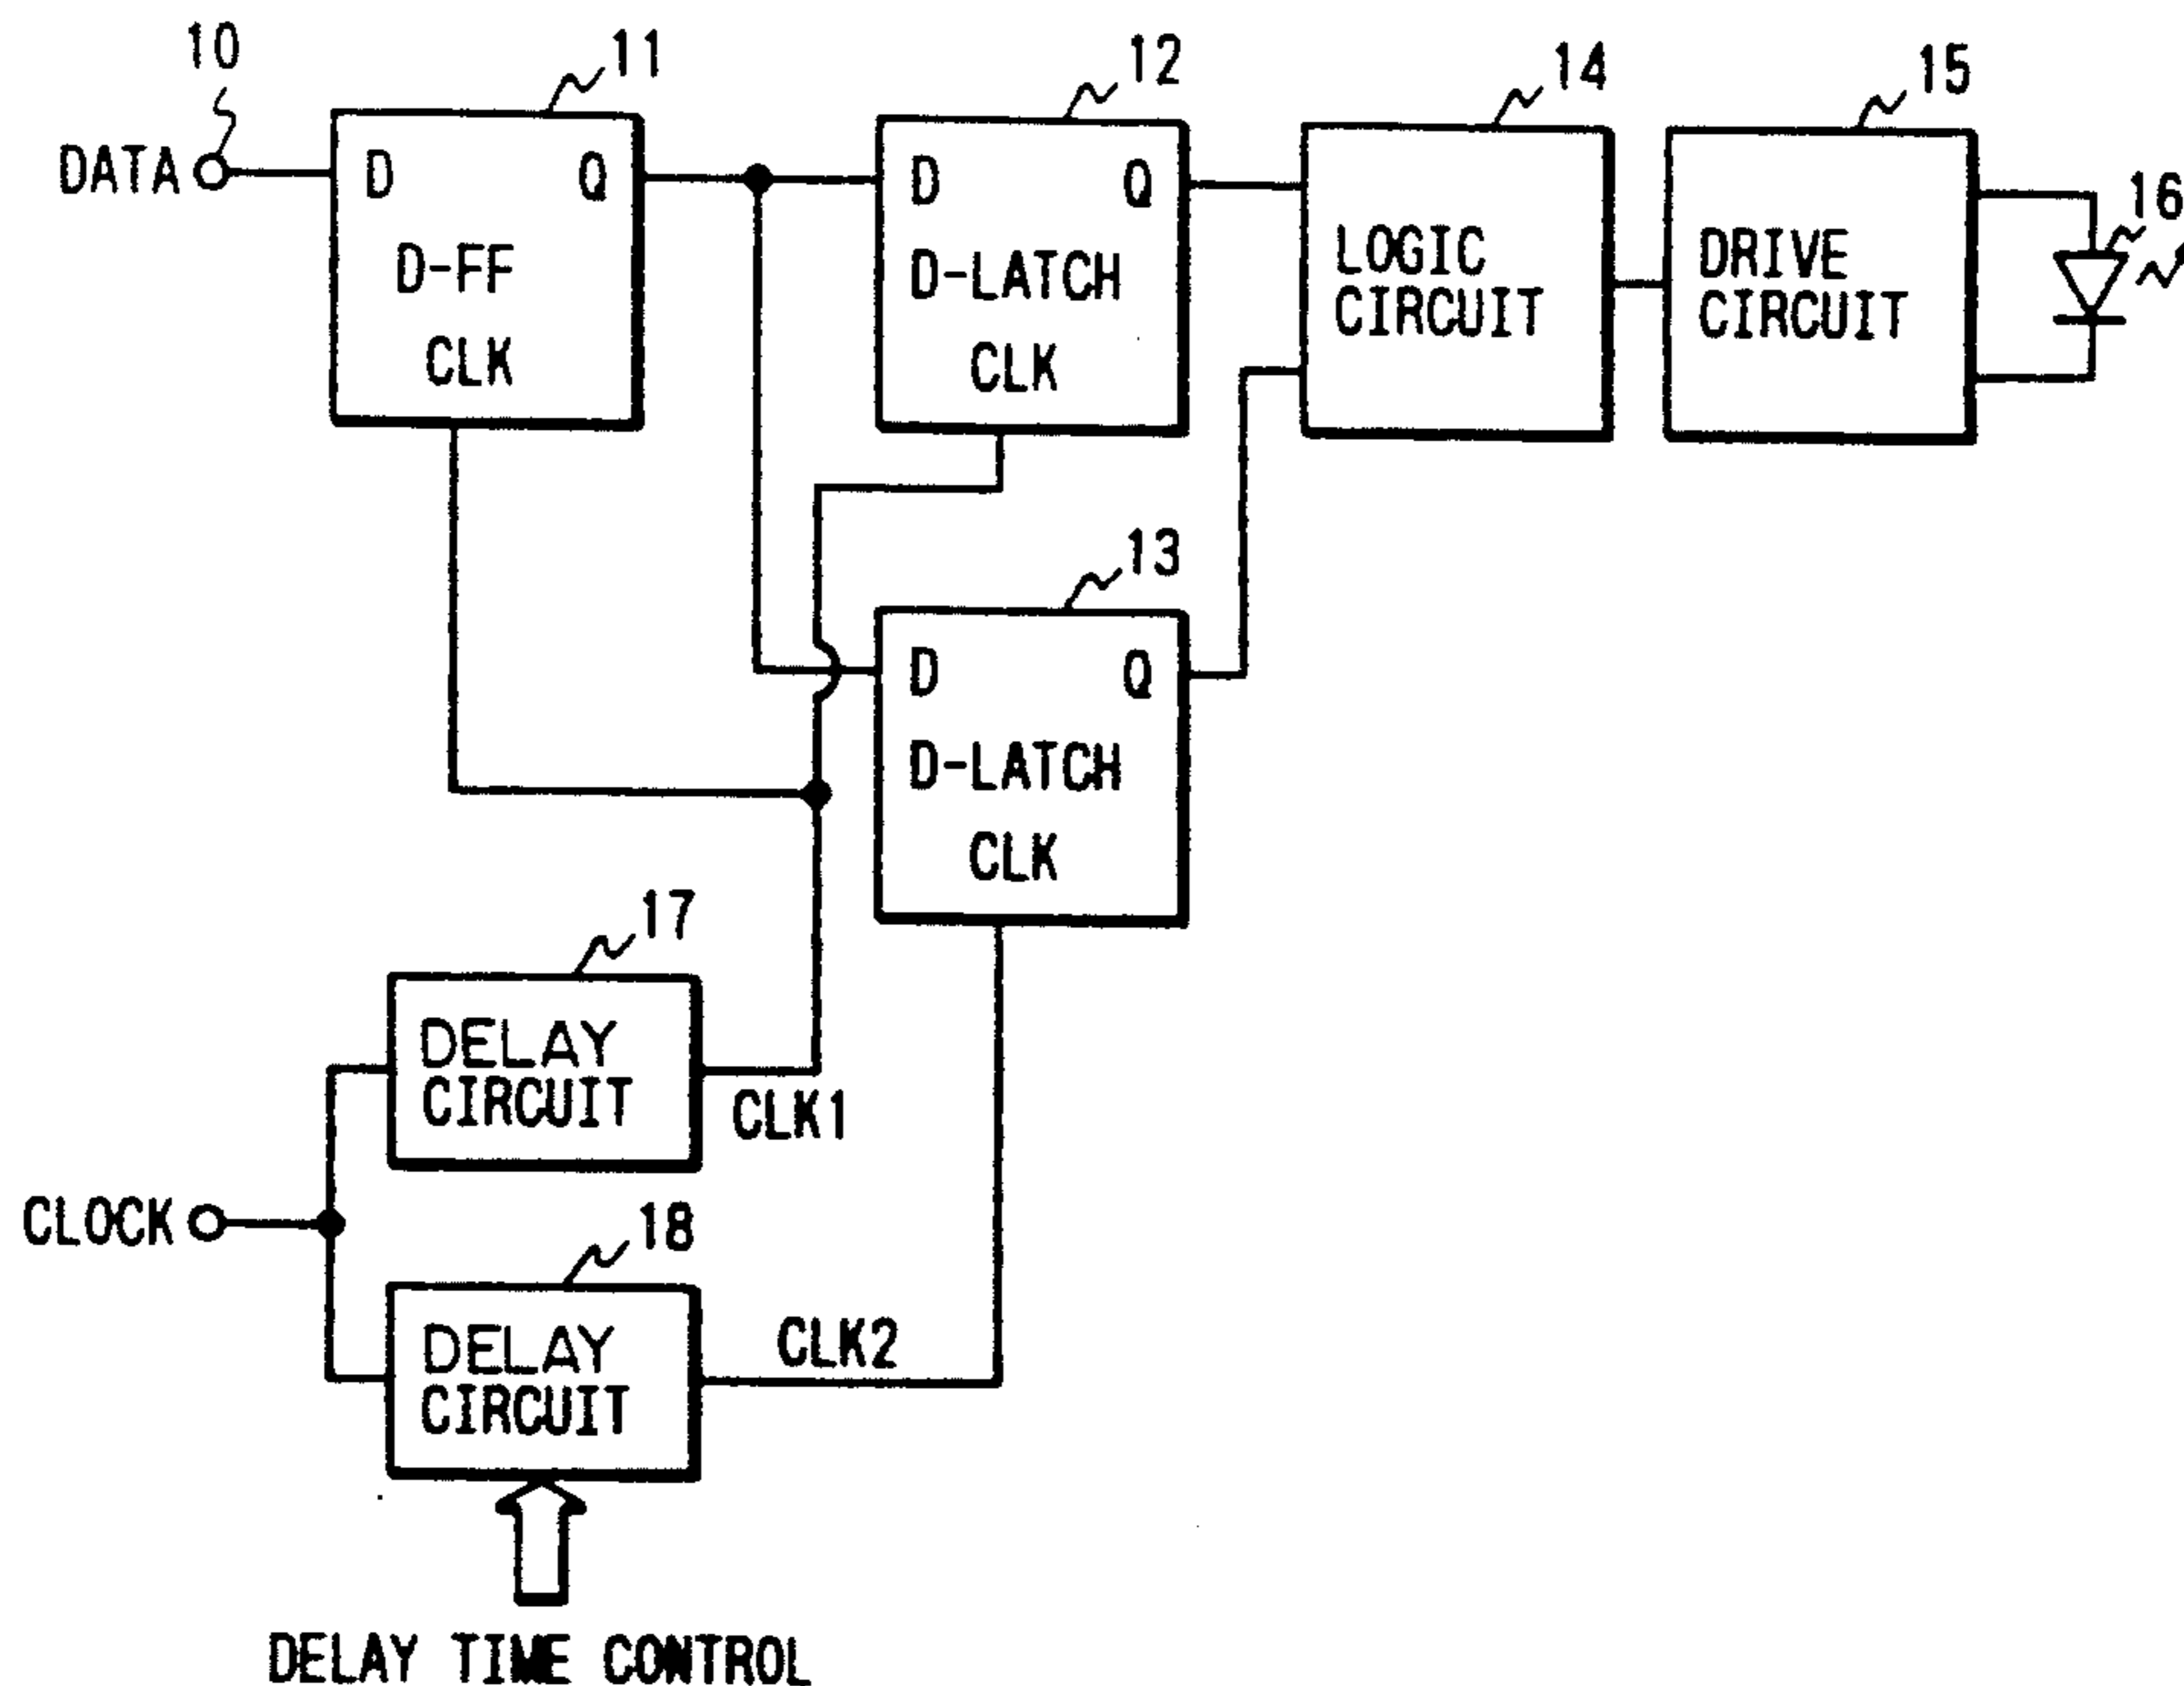 10
11
12
14
15
DATA
D Q
D-FF
CLK
D Q
D-LATCH
CLK
LOGIC
CIRCUIT
DRIVE
CIRCUIT
16
13
D Q
D-LATCH
CLK
17
DELAY
CIRCUIT
CLK1
CLOCK
18
DELAY
CIRCUIT
CLK2
DELAY TIME CONTROL